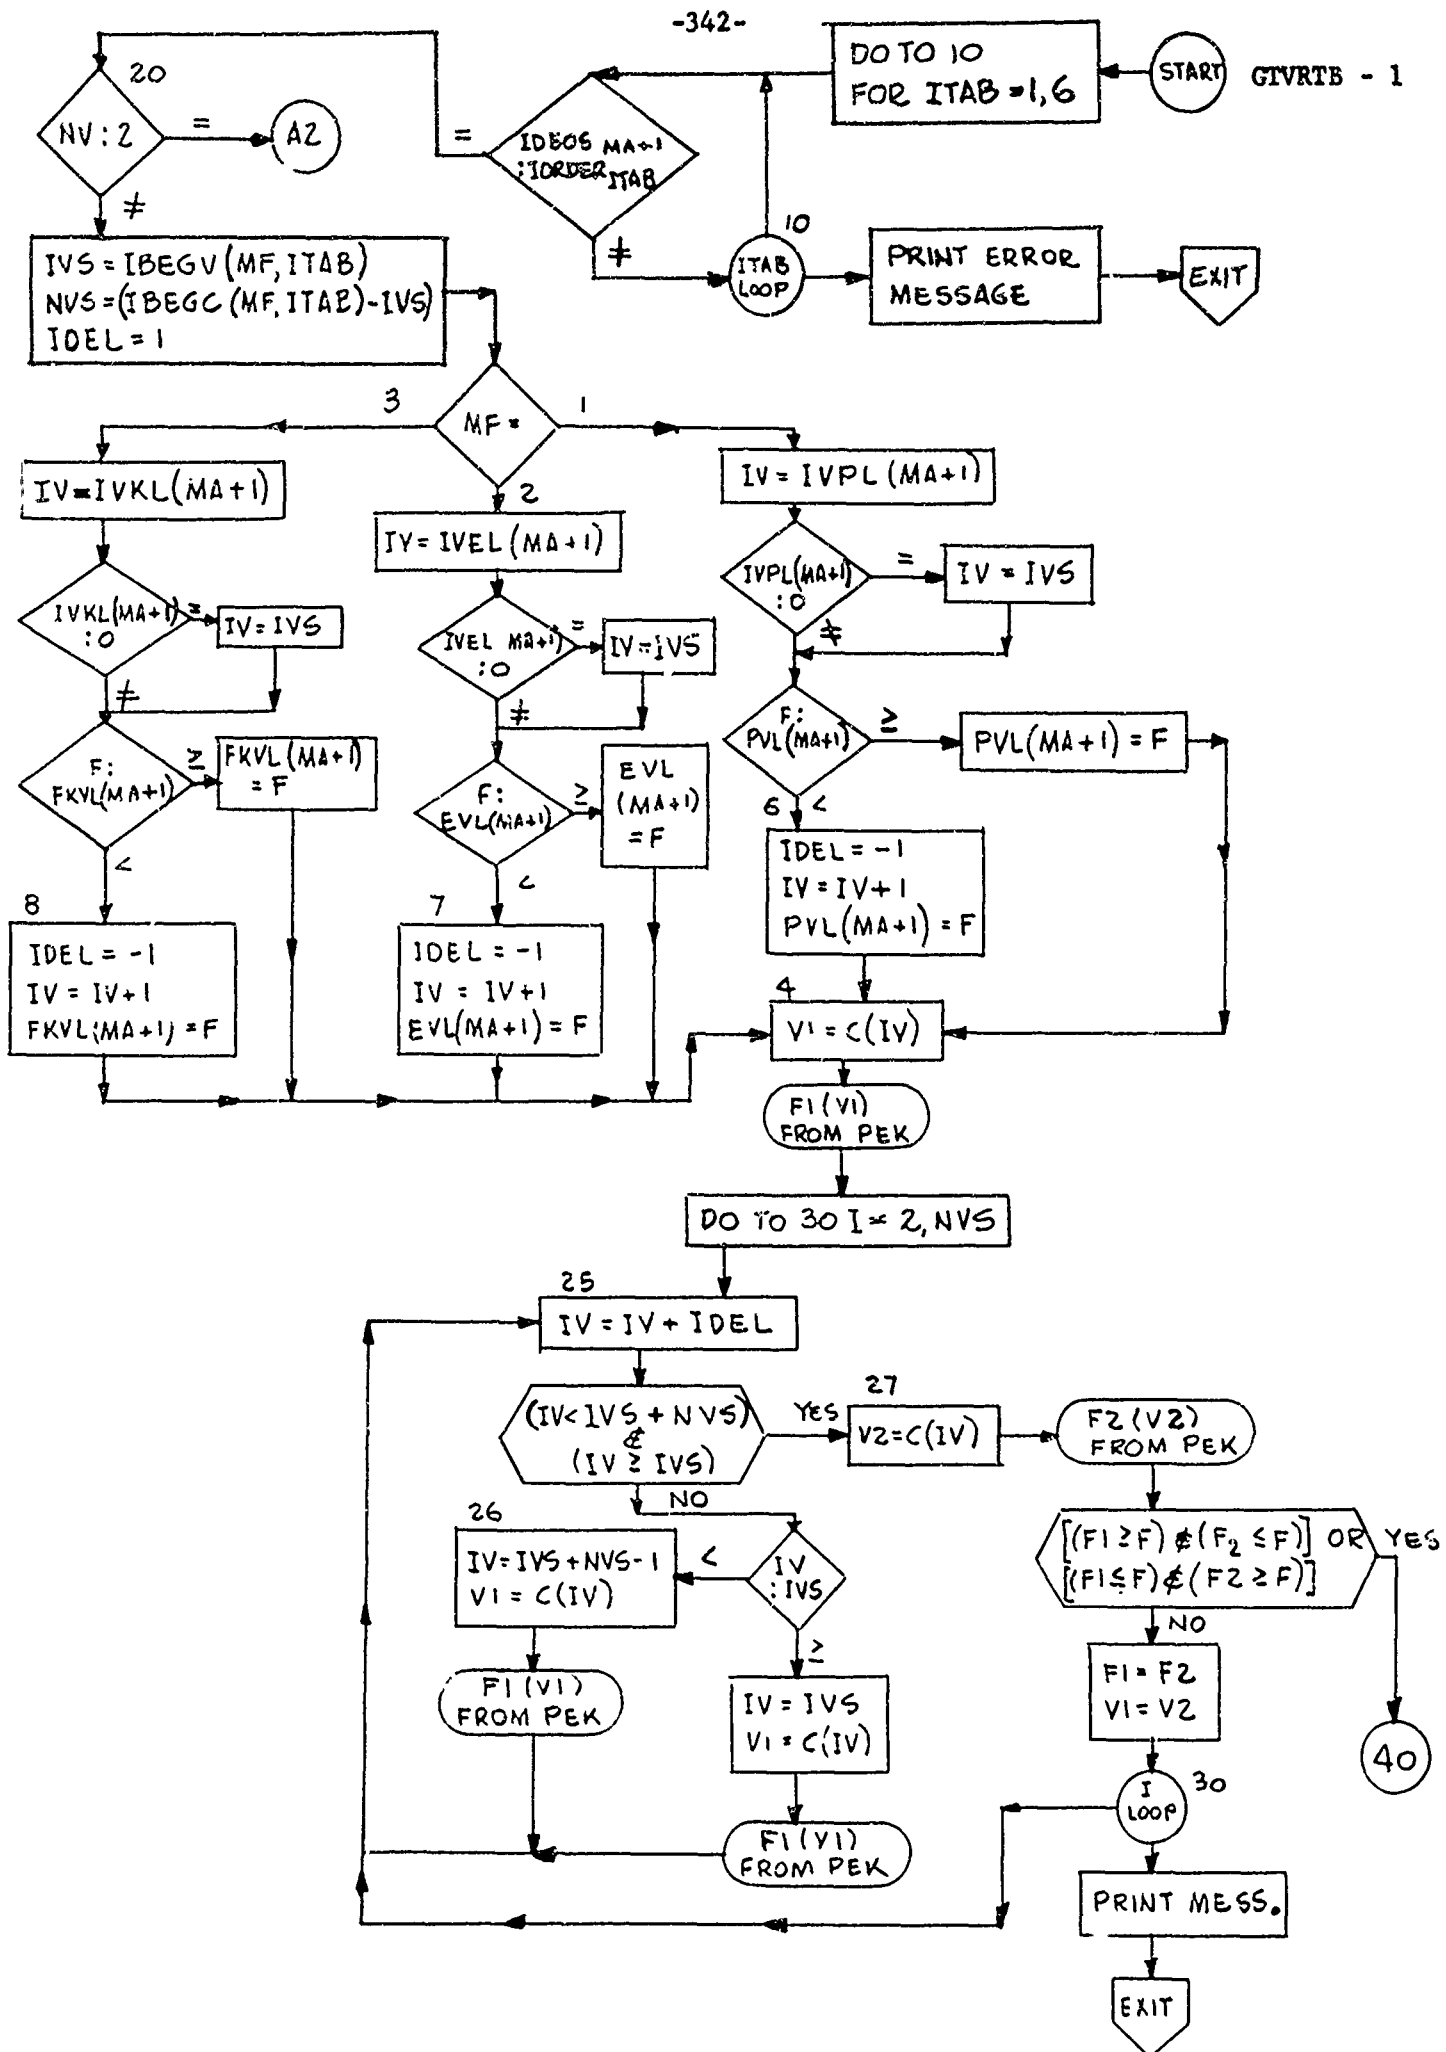 -342-
GTVRTB - 1
START
DO TO 10
FOR ITAB = 1,6
IDEOS MA+1
:IORDER ITAB
=
≠
20
NV : 2
=
A2
≠
10
ITAB
LOOP
PRINT ERROR
MESSAGE
EXIT
IVS = IBEGV(MF, ITAB)
NVS = (IBEGC(MF, ITAB)-IVS)
IDEL = 1
MF =
3
1
2
IV = IVKL(MA+1)
IVKL(MA+1)
:0
=
IV = IVS
≠
F:
FKVL(MA+1)
≥
FKVL(MA+1)
= F
<
8
IDEL = -1
IV = IV+1
FKVL(MA+1) = F
IV = IVEL(MA+1)
IVEL MA+1)
:0
=
IV = IVS
≠
F:
EVL(MA+1)
≥
EVL
(MA+1)
= F
<
7
IDEL = -1
IV = IV+1
EVL(MA+1) = F
IV = IVPL(MA+1)
IVPL(MA+1)
:0
=
IV = IVS
≠
F:
PVL(MA+1)
≥
PVL(MA+1) = F
6 <
IDEL = -1
IV = IV+1
PVL(MA+1) = F
4
V1 = C(IV)
F1(V1)
FROM PEK
DO TO 30 I = 2, NVS
25
IV = IV + IDEL
(IV < IVS + NVS)
&
(IV ≥ IVS)
YES
NO
27
V2 = C(IV)
F2(V2)
FROM PEK
[(F1 ≥ F) & (F2 ≤ F)] OR
[(F1 ≤ F) & (F2 ≥ F)]
YES
NO
40
F1 = F2
V1 = V2
I
LOOP
30
PRINT MESS.
EXIT
IV
:IVS
<
≥
26
IV = IVS + NVS - 1
V1 = C(IV)
F1(V1)
FROM PEK
IV = IVS
V1 = C(IV)
F1(V1)
FROM PEK